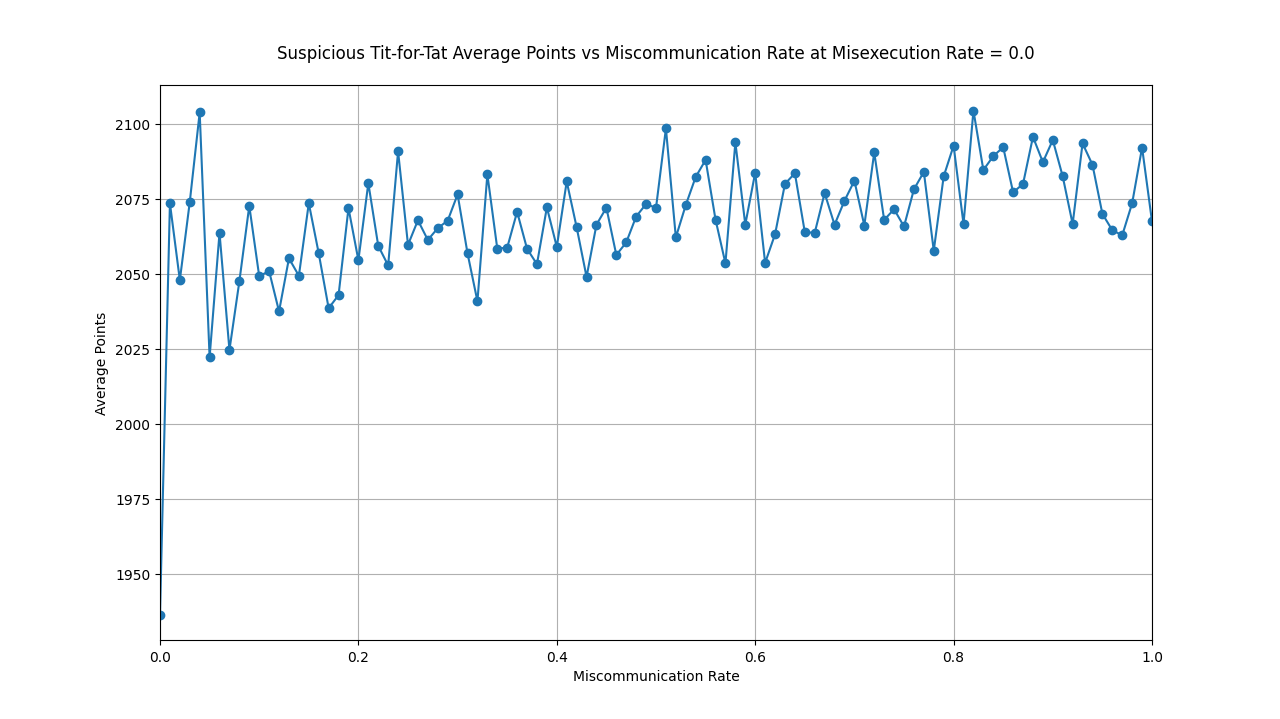 Suspicious Tit-for-Tat Average Points vs Miscommunication Rate at Misexecution Rate = 0.0
2100
2075
2050
2025
2000
1975
1950
Average Points
0.0 0.2 0.4 0.6 0.8 1.0
Miscommunication Rate